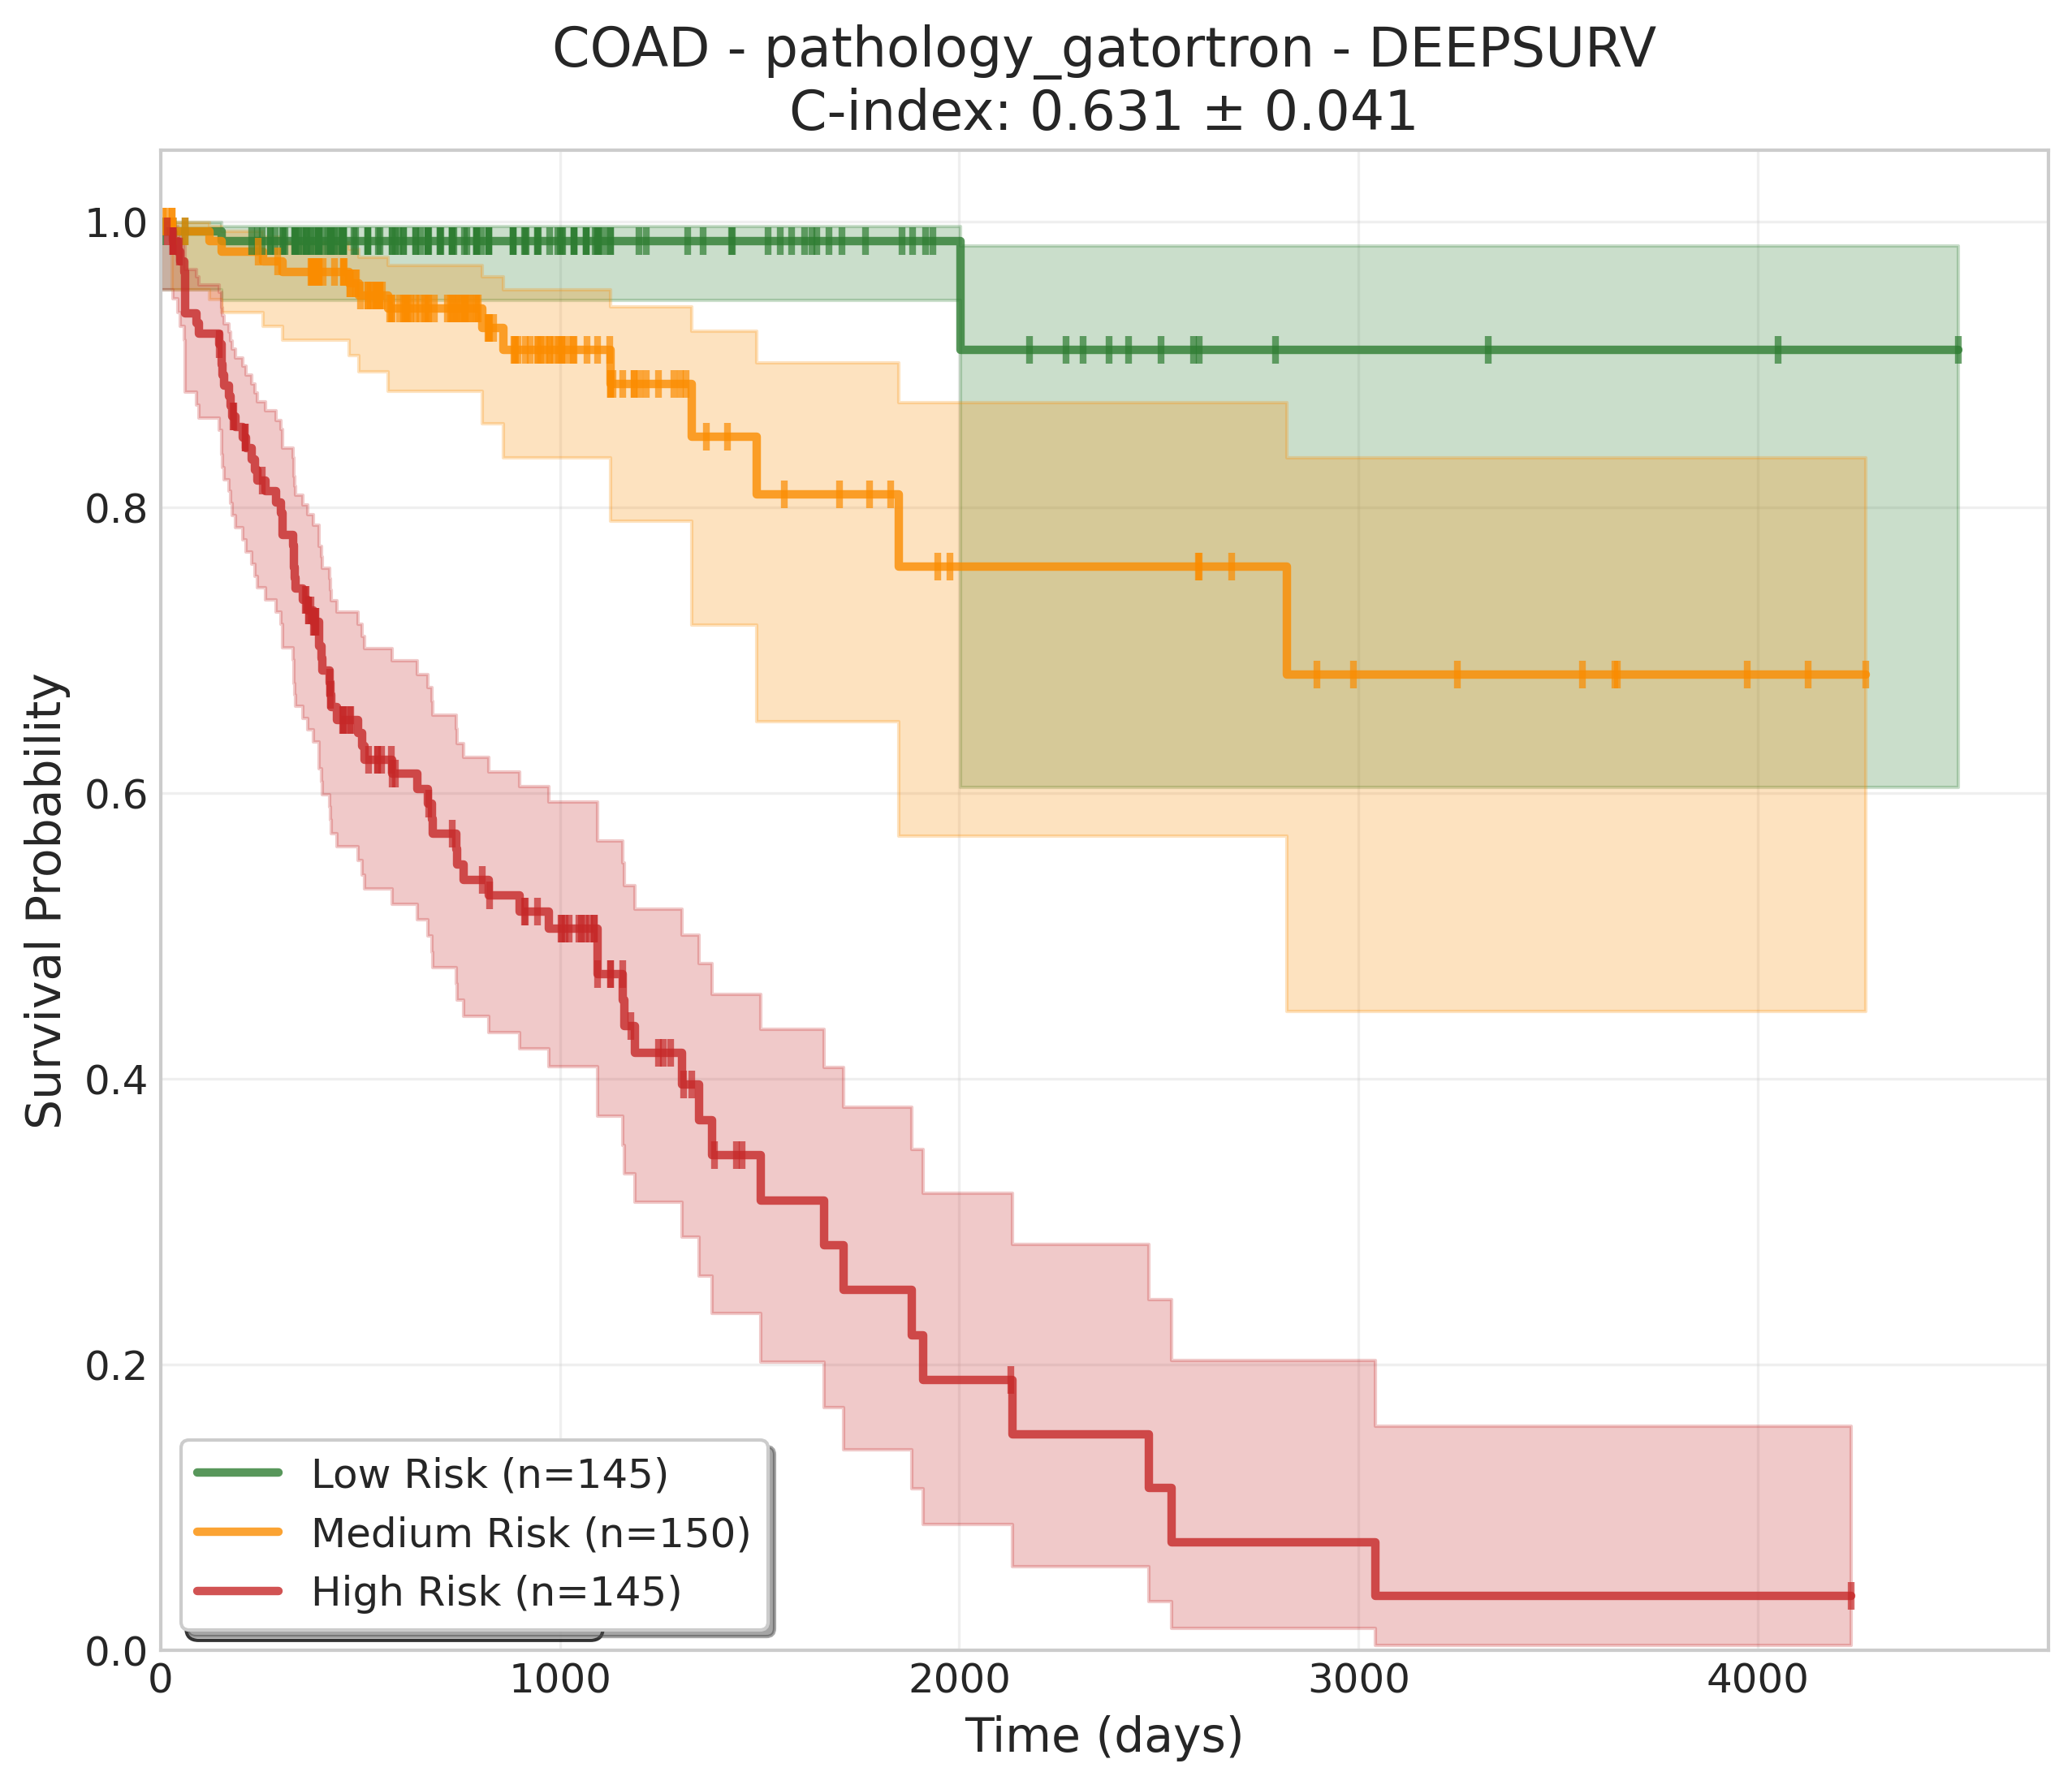 COAD - pathology_gatortron - DEEPSURV
C-index: 0.631 ± 0.041
Survival Probability
1.0
0.8
0.6
0.4
0.2
0.0
Low Risk (n=145)
Medium Risk (n=150)
High Risk (n=145)
0 1000 2000 3000 4000
Time (days)